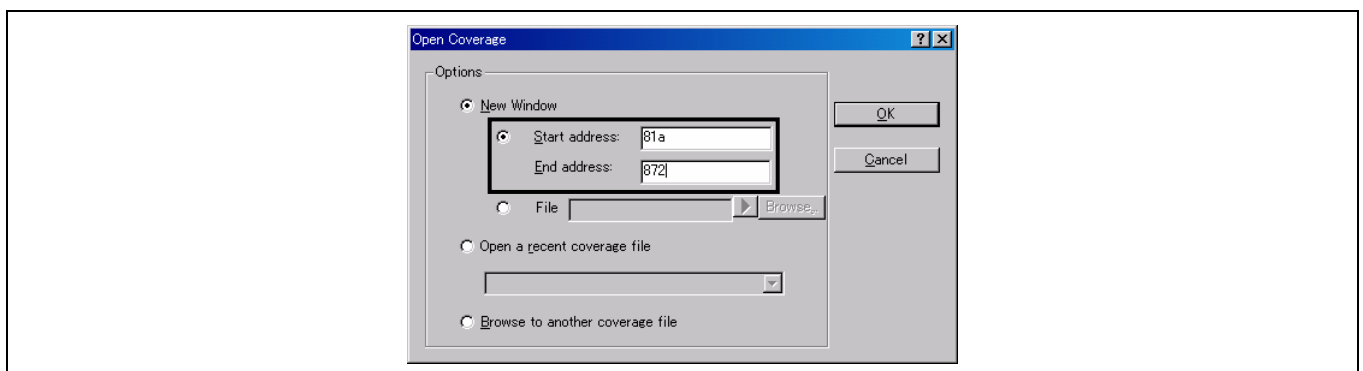 Open Coverage
Options
New Window
Start address: 81a
End address: 872
File Browse...
Open a recent coverage file
Browse to another coverage file
OK
Cancel